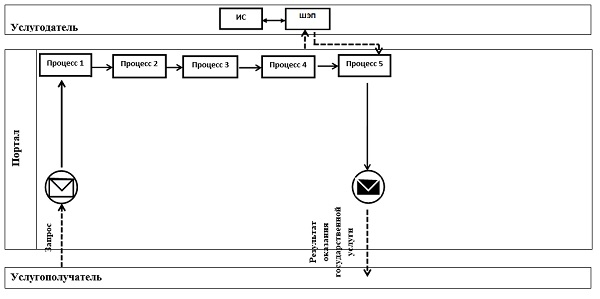 ИС
ШЭП
Услугодатель
Процесс 1
Процесс 2
Процесс 3
Процесс 4
Процесс 5
Портал
Запрос
Результат
оказания
государственной
услуги
Услугополучатель